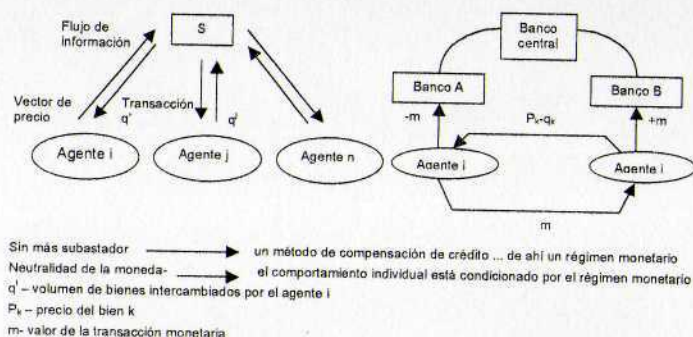 Flujo de
Información
S
Vector de
precio
q'
Transacción
q^j
Agente i
Agente j
Agente n
Banco
central
Banco A
Banco B
-m
P_k-q_k
+m
Agente i
Agente i
m
Sin más subastador un método de compensación de crédito ... de ahí un régimen monetario
Neutralidad de la moneda- el comportamiento individual está condicionado por el régimen monetario
q^i – volumen de bienes intercambiados por el agente i
P_k – precio del bien k
m- valor de la transacción monetaria